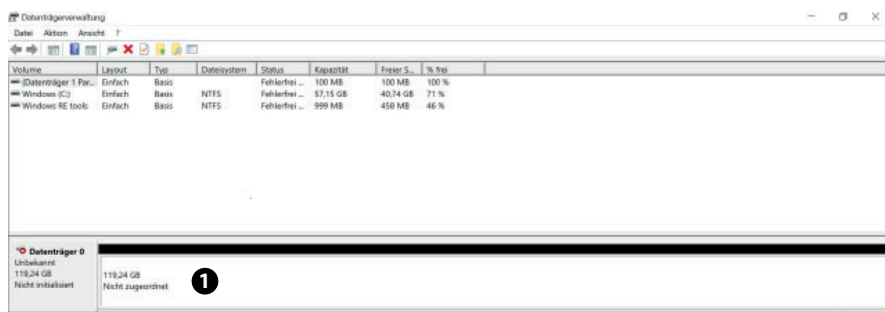 Datenträgerverwaltung
Datei Aktion Ansicht ?
Volume Layout Typ Dateisystem Status Kapazität Freier S... % frei
(Datenträger 1 Par... Einfach Basis Fehlerfrei ... 100 MB 100 MB 100 %
Windows (C:) Einfach Basis NTFS Fehlerfrei ... 57,15 GB 40,74 GB 71 %
Windows RE tools Einfach Basis NTFS Fehlerfrei ... 999 MB 458 MB 46 %
Datenträger 0
Unbekannt
119,24 GB
Nicht initialisiert
119,24 GB
Nicht zugeordnet
1